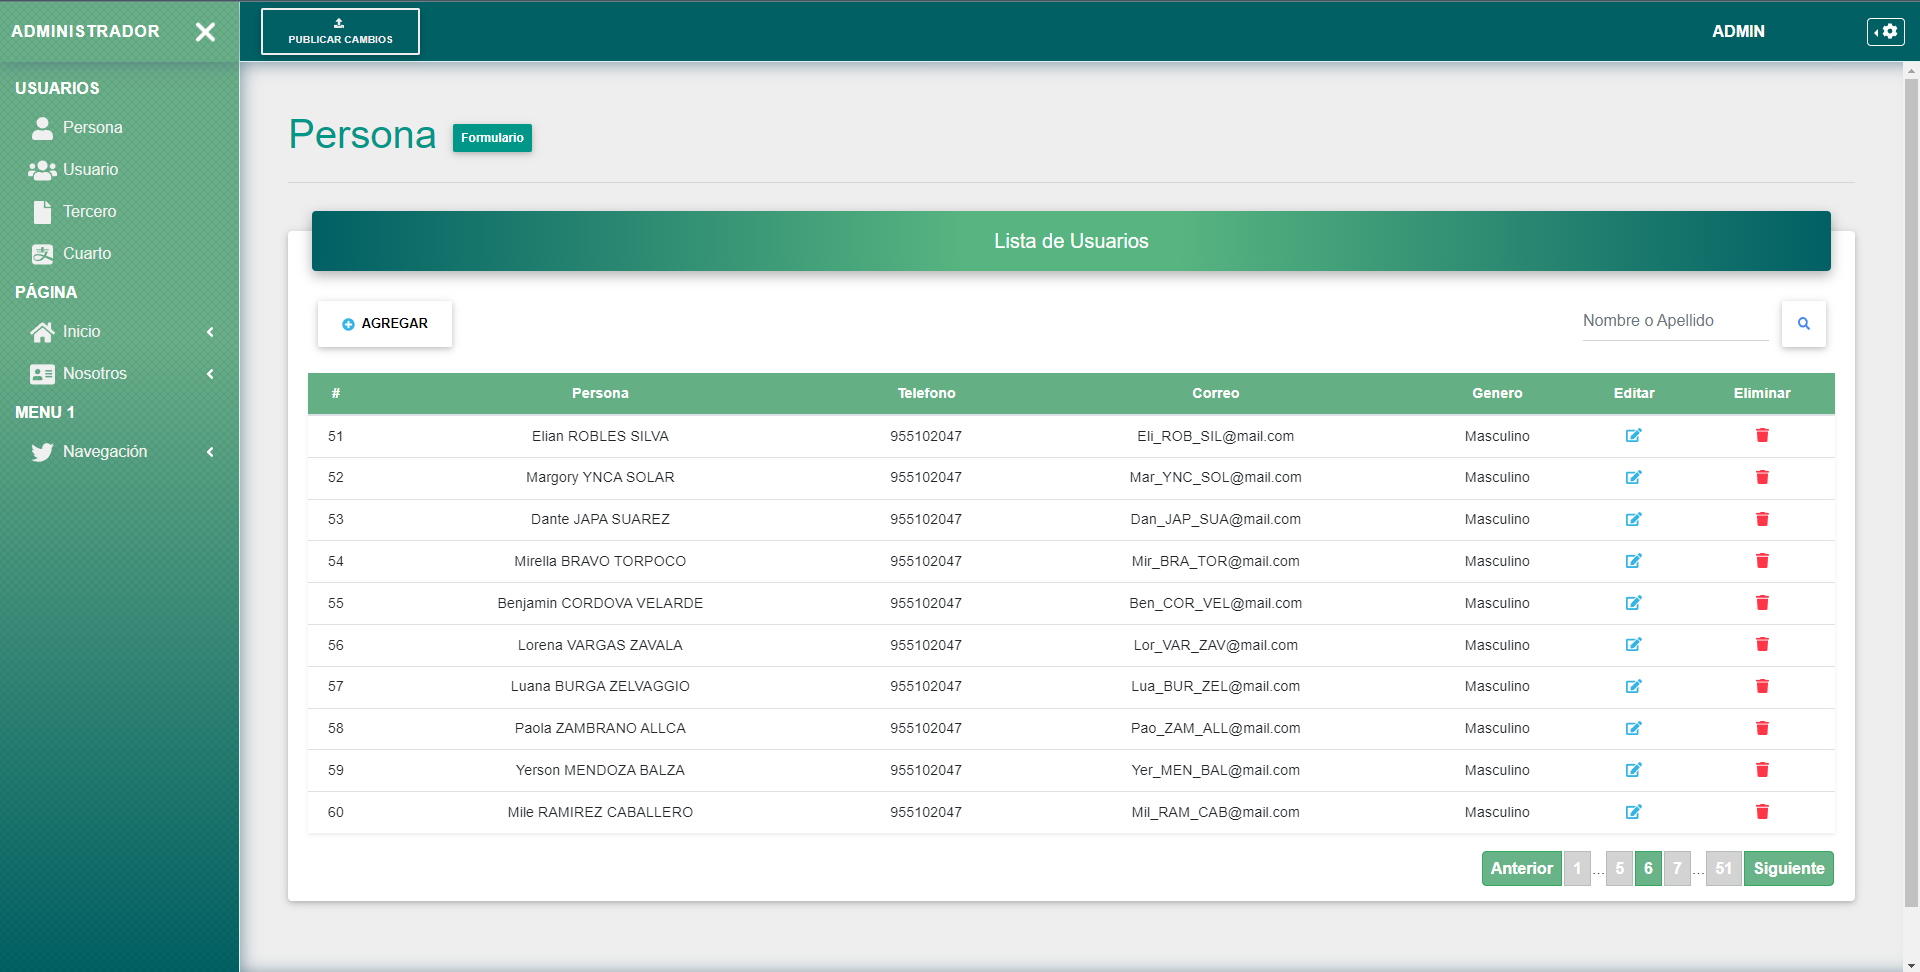 ADMINISTRADOR
PUBLICAR CAMBIOS
ADMIN
USUARIOS
Persona
Usuario
Tercero
Cuarto
PÁGINA
Inicio
Nosotros
MENU 1
Navegación
Persona Formulario
Lista de Usuarios
AGREGAR
Nombre o Apellido
# Persona Telefono Correo Genero Editar Eliminar
51 Elian ROBLES SILVA 955102047 Eli_ROB_SIL@mail.com Masculino
52 Margory YNCA SOLAR 955102047 Mar_YNC_SOL@mail.com Masculino
53 Dante JAPA SUAREZ 955102047 Dan_JAP_SUA@mail.com Masculino
54 Mirella BRAVO TORPOCO 955102047 Mir_BRA_TOR@mail.com Masculino
55 Benjamin CORDOVA VELARDE 955102047 Ben_COR_VEL@mail.com Masculino
56 Lorena VARGAS ZAVALA 955102047 Lor_VAR_ZAV@mail.com Masculino
57 Luana BURGA ZELVAGGIO 955102047 Lua_BUR_ZEL@mail.com Masculino
58 Paola ZAMBRANO ALLCA 955102047 Pao_ZAM_ALL@mail.com Masculino
59 Yerson MENDOZA BALZA 955102047 Yer_MEN_BAL@mail.com Masculino
60 Mile RAMIREZ CABALLERO 955102047 Mil_RAM_CAB@mail.com Masculino
Anterior 1 ... 5 6 7 ... 51 Siguiente